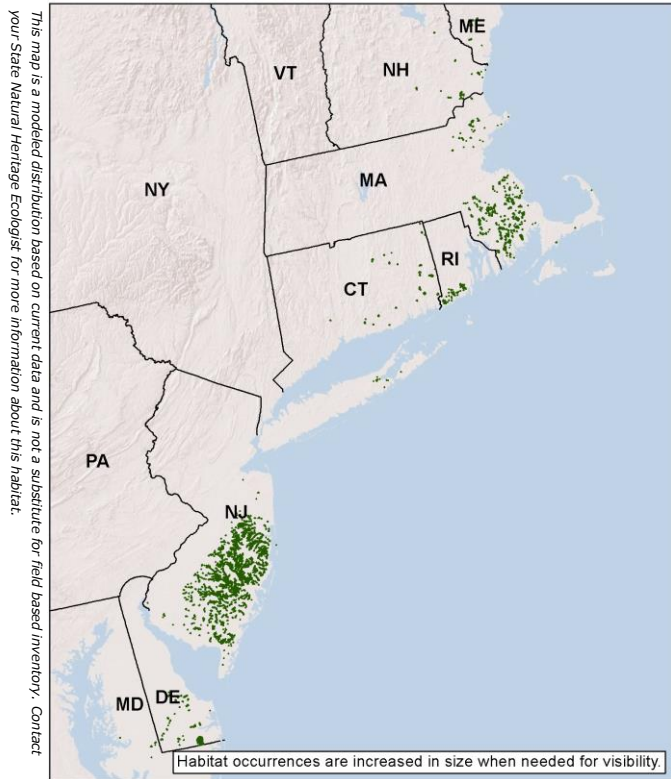 This map is a modeled distribution based on current data and is not a substitute for field based inventory. Contact
your State Natural Heritage Ecologist for more information about this habitat.
ME
VT
NH
NY
MA
RI
CT
PA
NJ
MD
DE
Habitat occurrences are increased in size when needed for visibility.